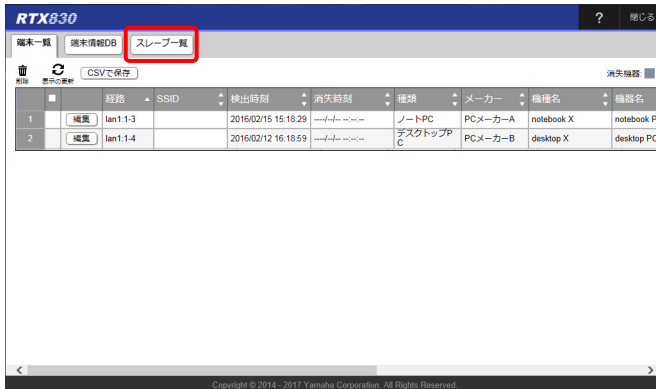 RTX830 ? 閉じる
端末一覧 端末情報DB スレーブ一覧
削除 表示の更新 CSVで保存 消失機器:
経路 SSID 検出時刻 消失時刻 種類 メーカー 機種名 機器名
1 編集 lan1:1-3 2016/02/15 15:18:29 ----/--/-- --:--:-- ノートPC PCメーカーA notebook X notebook P
2 編集 lan1:1-4 2016/02/12 16:18:59 ----/--/-- --:--:-- デスクトップP
C PCメーカーB desktop X desktop PC
Copyright © 2014 - 2017 Yamaha Corporation. All Rights Reserved.